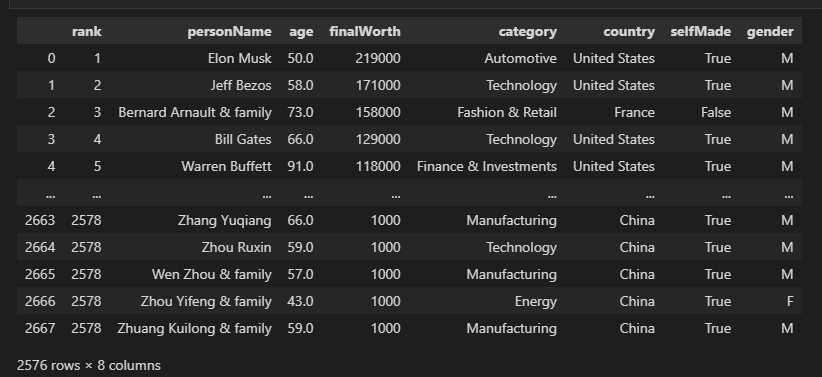 rank personName age finalWorth category country selfMade gender
0 1 Elon Musk 50.0 219000 Automotive United States True M
1 2 Jeff Bezos 58.0 171000 Technology United States True M
2 3 Bernard Arnault & family 73.0 158000 Fashion & Retail France False M
3 4 Bill Gates 66.0 129000 Technology United States True M
4 5 Warren Buffett 91.0 118000 Finance & Investments United States True M
... ... ... ... ... ... ... ... ...
2663 2578 Zhang Yuqiang 66.0 1000 Manufacturing China True M
2664 2578 Zhou Ruxin 59.0 1000 Technology China True M
2665 2578 Wen Zhou & family 57.0 1000 Manufacturing China True M
2666 2578 Zhou Yifeng & family 43.0 1000 Energy China True F
2667 2578 Zhuang Kuilong & family 59.0 1000 Manufacturing China True M
2576 rows × 8 columns